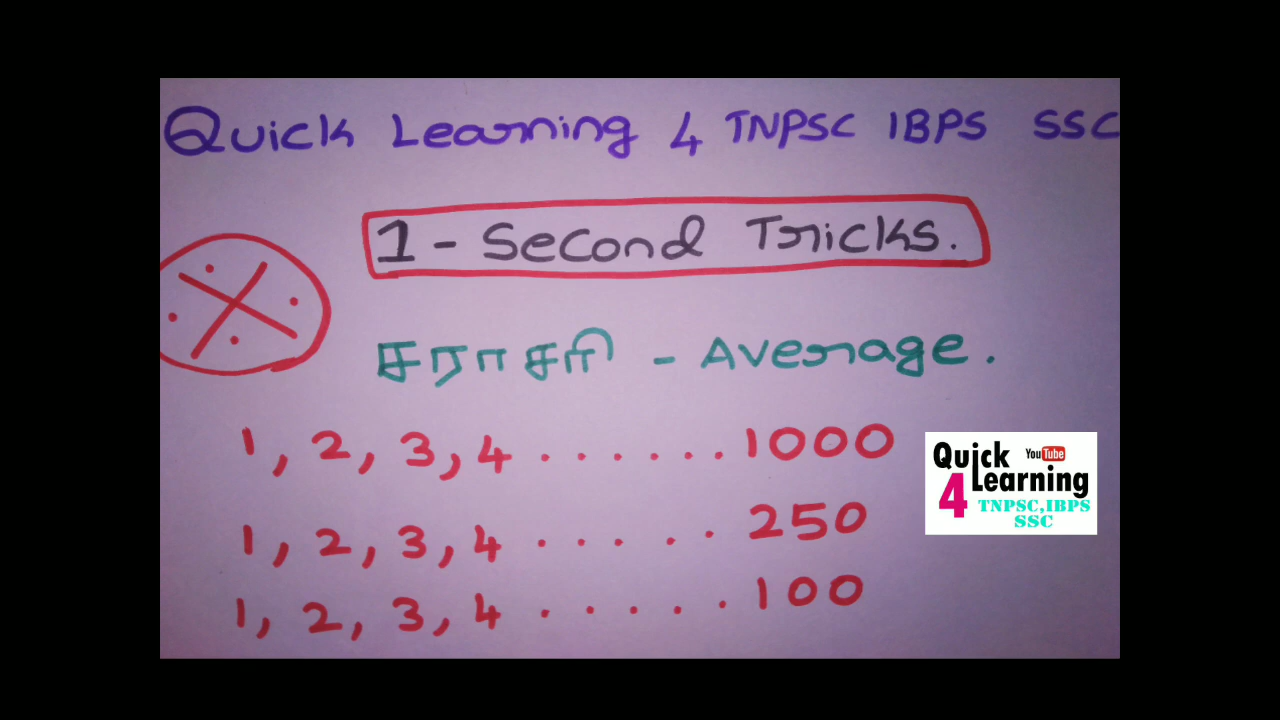 Quick Learning 4 TNPSC IBPS SSC
1 - Second Tricks.
சராசரி - Average.
1, 2, 3, 4 . . . . . . . 1000
1, 2, 3, 4 . . . . . 250
1, 2, 3, 4 . . . . . . 100
Quick YouTube
4 Learning
TNPSC,IBPS
SSC